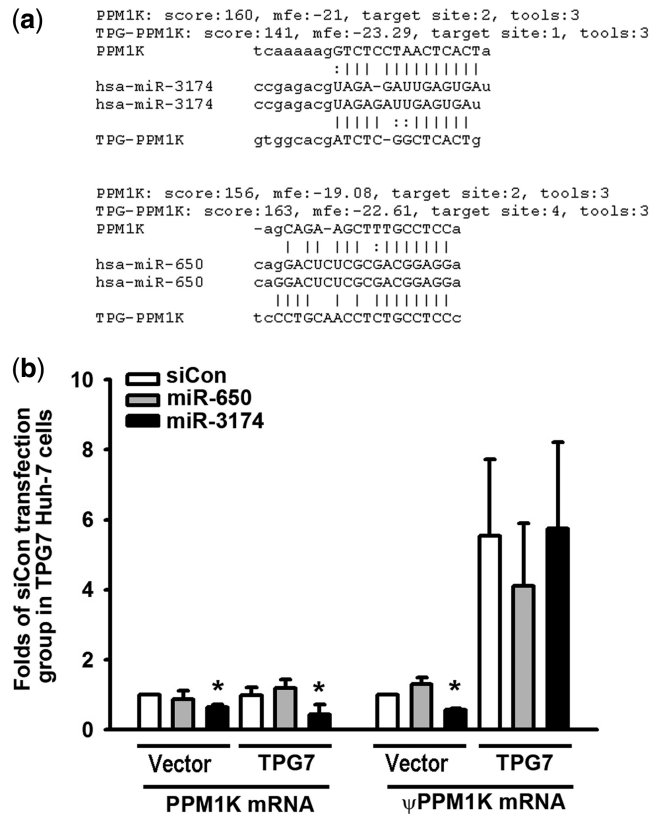 (a)
PPM1K: score:160, mfe:-21, target site:2, tools:3
TPG-PPM1K: score:141, mfe:-23.29, target site:1, tools:3
PPM1K tcaaaaagGTCTCCTAACTCACTa
:||| ||||||||||
hsa-miR-3174 ccgagacgUAGA-GAUUGAGUGAu
hsa-miR-3174 ccgagacgUAGAGAUUGAGUGAu
||||| ::||||||
TPG-PPM1K gtggcacgATCTC-GGCTCACTg
PPM1K: score:156, mfe:-19.08, target site:2, tools:3
TPG-PPM1K: score:163, mfe:-22.61, target site:4, tools:3
PPM1K -agCAGA-AGCTTTGCCTCCa
| || ||| :|||||||
hsa-miR-650 cagGACUCUCGCGACGGAGGa
hsa-miR-650 caGGACUCUCGCGACGGAGGa
|||| | | ||||||||
TPG-PPM1K tcCCTGCAACCTCTGCCTCCc
(b)
siCon
miR-650
miR-3174
Folds of siCon transfection
group in TPG7 Huh-7 cells
10
8
6
4
2
0
* * *
Vector TPG7 Vector TPG7
PPM1K mRNA ψPPM1K mRNA